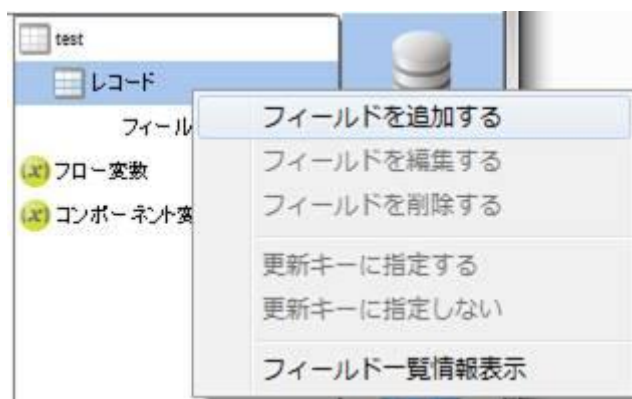 test
レコード
フィール
フロー変数
コンポーネント変
フィールドを追加する
フィールドを編集する
フィールドを削除する
更新キーに指定する
更新キーに指定しない
フィールド一覧情報表示